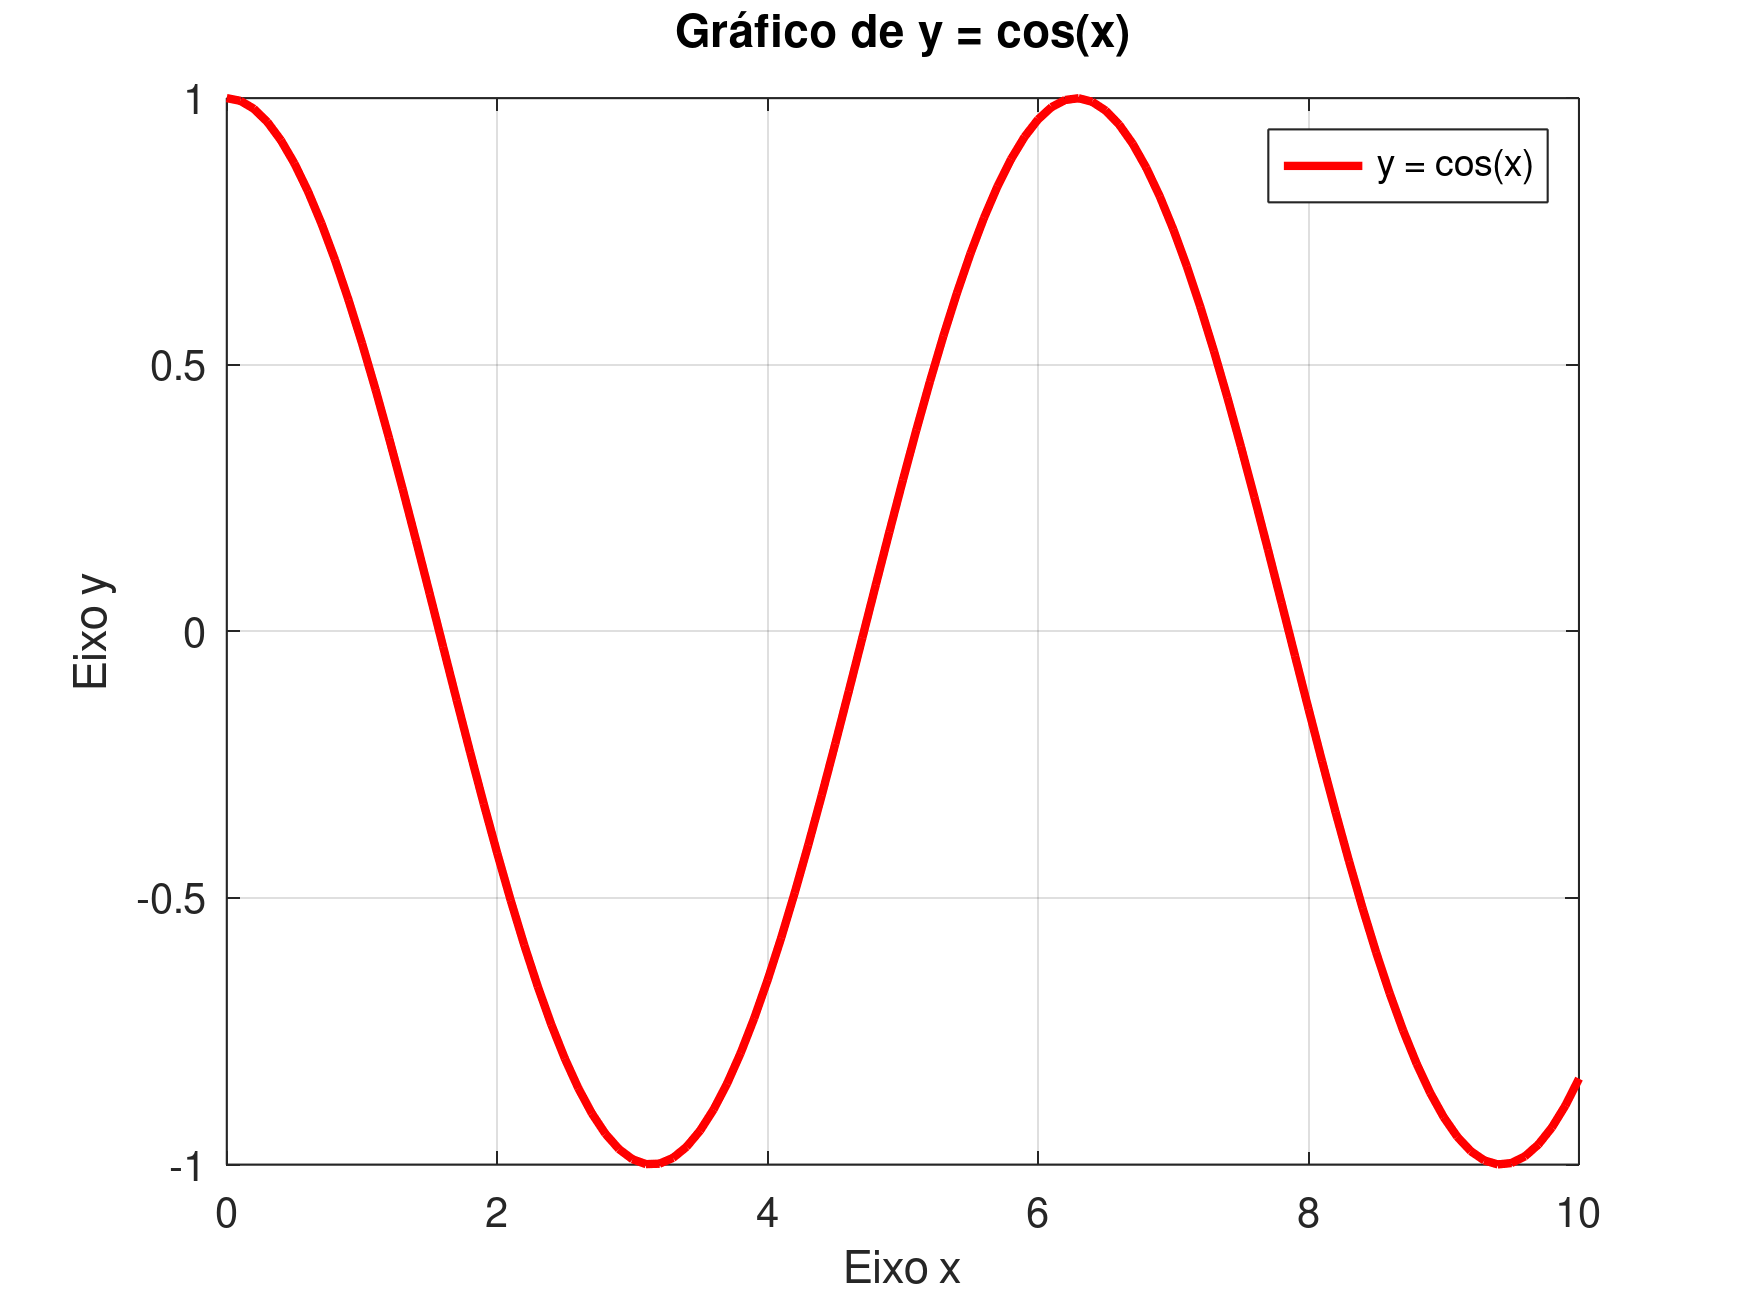 Gráfico de y = cos(x)
1
y = cos(x)
0.5
0
-0.5
-1
Eixo y
0 2 4 6 8 10
Eixo x